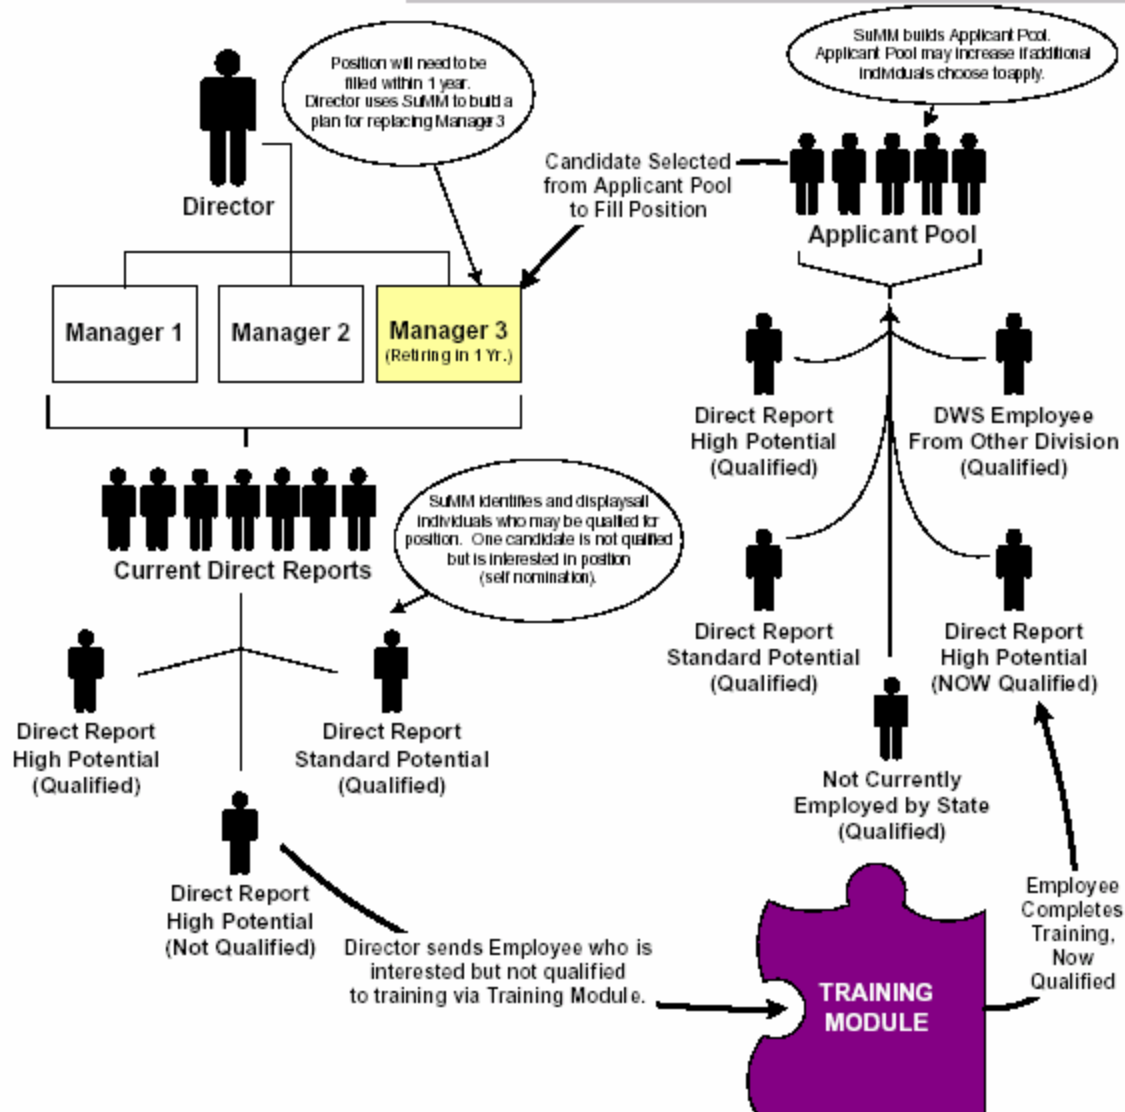 Position will need to be
filled within 1 year.
Director uses SuMM to build a
plan for replacing Manager 3
SuMM builds Applicant Pool.
Applicant Pool may increase if additional
individuals choose to apply.
Director
Candidate Selected
from Applicant Pool
to Fill Position
Applicant Pool
Manager 1
Manager 2
Manager 3
(Retiring in 1 Yr.)
Direct Report
High Potential
(Qualified)
DWS Employee
From Other Division
(Qualified)
Current Direct Reports
SuMM identifies and displays all
individuals who may be qualified for
position. One candidate is not qualified
but is interested in position
(self nomination).
Direct Report
Standard Potential
(Qualified)
Direct Report
High Potential
(NOW Qualified)
Direct Report
High Potential
(Qualified)
Direct Report
Standard Potential
(Qualified)
Not Currently
Employed by State
(Qualified)
Direct Report
High Potential
(Not Qualified)
Director sends Employee who is
interested but not qualified
to training via Training Module.
TRAINING
MODULE
Employee
Completes
Training,
Now
Qualified